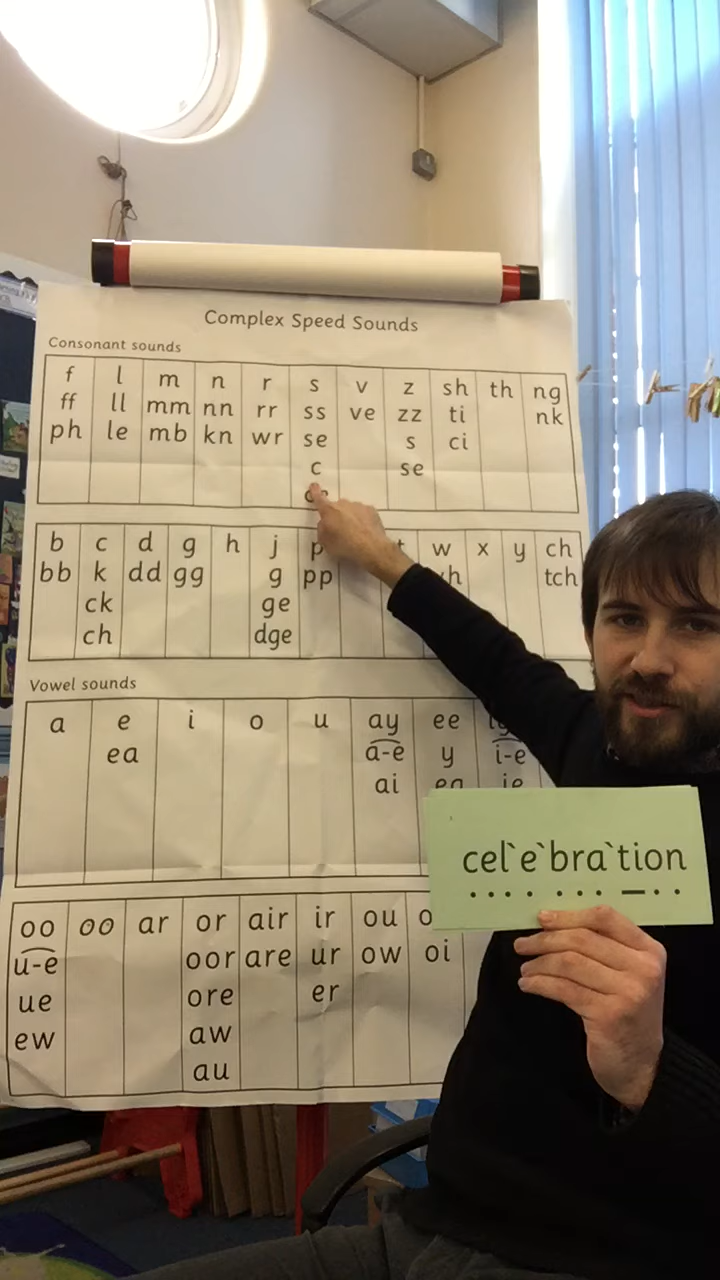 Complex Speed Sounds
Consonant sounds
f l m n r s v z sh th ng
ff ll mm nn rr ss ve zz ti nk
ph le mb kn wr se s ci
c se
b c d g h j p t w x y ch
bb k dd gg g pp tch
ck ge
ch dge
Vowel sounds
a e i o u ay ee
ea a-e y i-e
ai
cel`e`bra`tion
oo oo ar or air ir ou
u-e oor are ur ow oi
ue ore er
ew aw
au